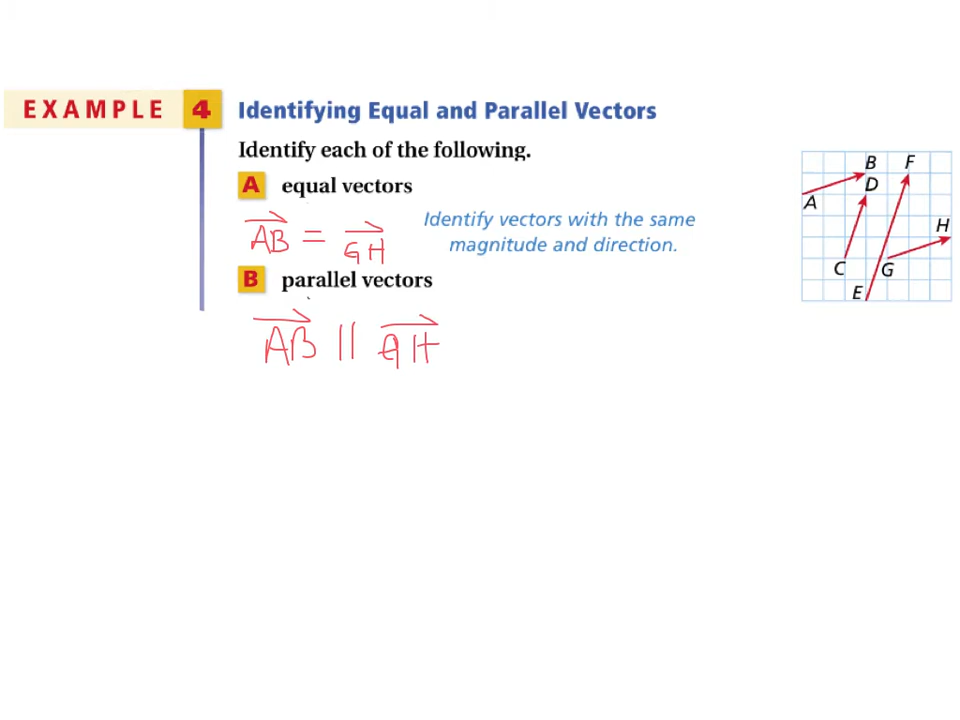 EXAMPLE 4 Identifying Equal and Parallel Vectors
Identify each of the following.
A equal vectors
AB = GH
Identify vectors with the same
magnitude and direction.
B parallel vectors
AB || GH
B F
D
A
H
C G
E